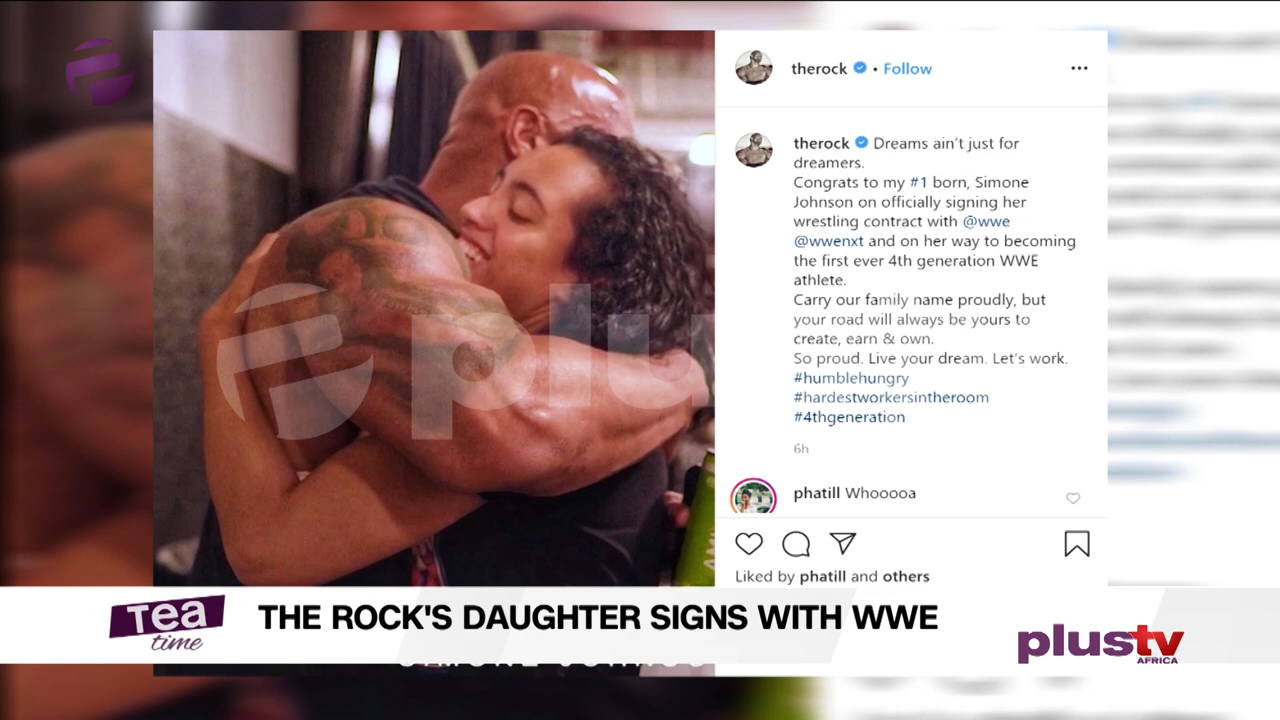 therock • Follow
therock Dreams ain't just for
dreamers.
Congrats to my #1 born, Simone
Johnson on officially signing her
wrestling contract with @wwe
@wwenxt and on her way to becoming
the first ever 4th generation WWE
athlete.
Carry our family name proudly, but
your road will always be yours to
create, earn & own.
So proud. Live your dream. Let's work.
#humblehungry
#hardestworkersintheroom
#4thgeneration
6h
phatill Whooooa
Liked by phatill and others
plu
Tea
time
THE ROCK'S DAUGHTER SIGNS WITH WWE
plustv
AFRICA